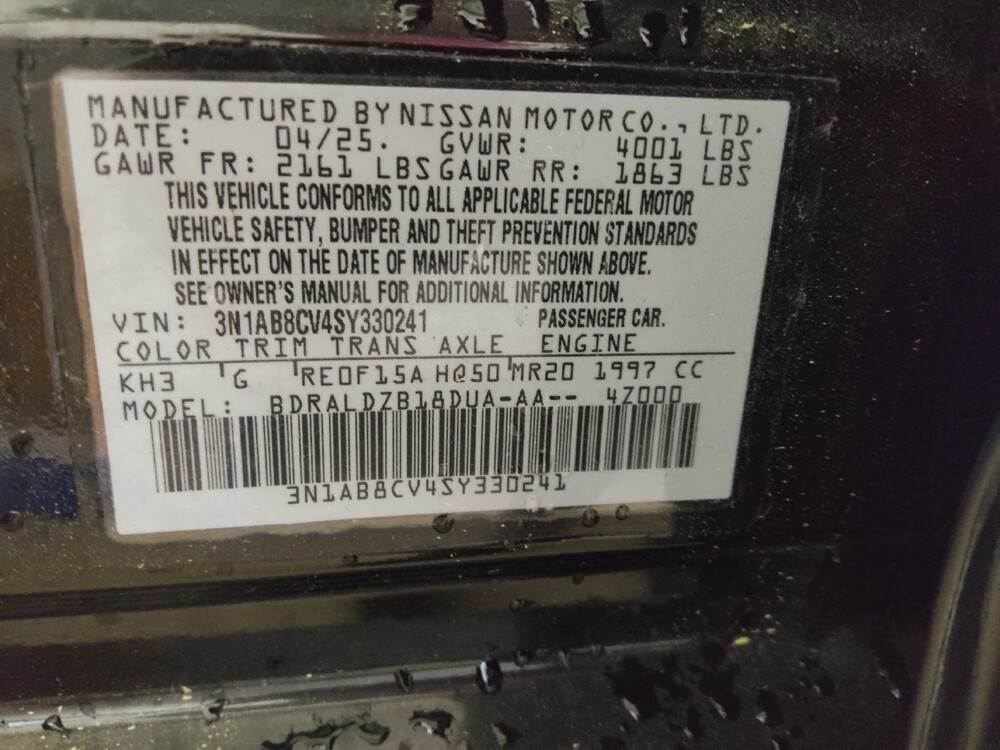 MANUFACTURED BY NISSAN MOTOR CO., LTD.
DATE: 04/25. GVWR: 4001 LBS
GAWR FR: 2161 LBS GAWR RR: 1863 LBS
THIS VEHICLE CONFORMS TO ALL APPLICABLE FEDERAL MOTOR
VEHICLE SAFETY, BUMPER AND THEFT PREVENTION STANDARDS
IN EFFECT ON THE DATE OF MANUFACTURE SHOWN ABOVE.
SEE OWNER'S MANUAL FOR ADDITIONAL INFORMATION.
VIN: 3N1AB8CV4SY330241 PASSENGER CAR.
COLOR TRIM TRANS AXLE ENGINE
KH3 G RE0F15A HQ50 MR20 1997 CC
MODEL: BDRALDZB18DUA-AA-- 4Z000
3N1AB8CV4SY330241